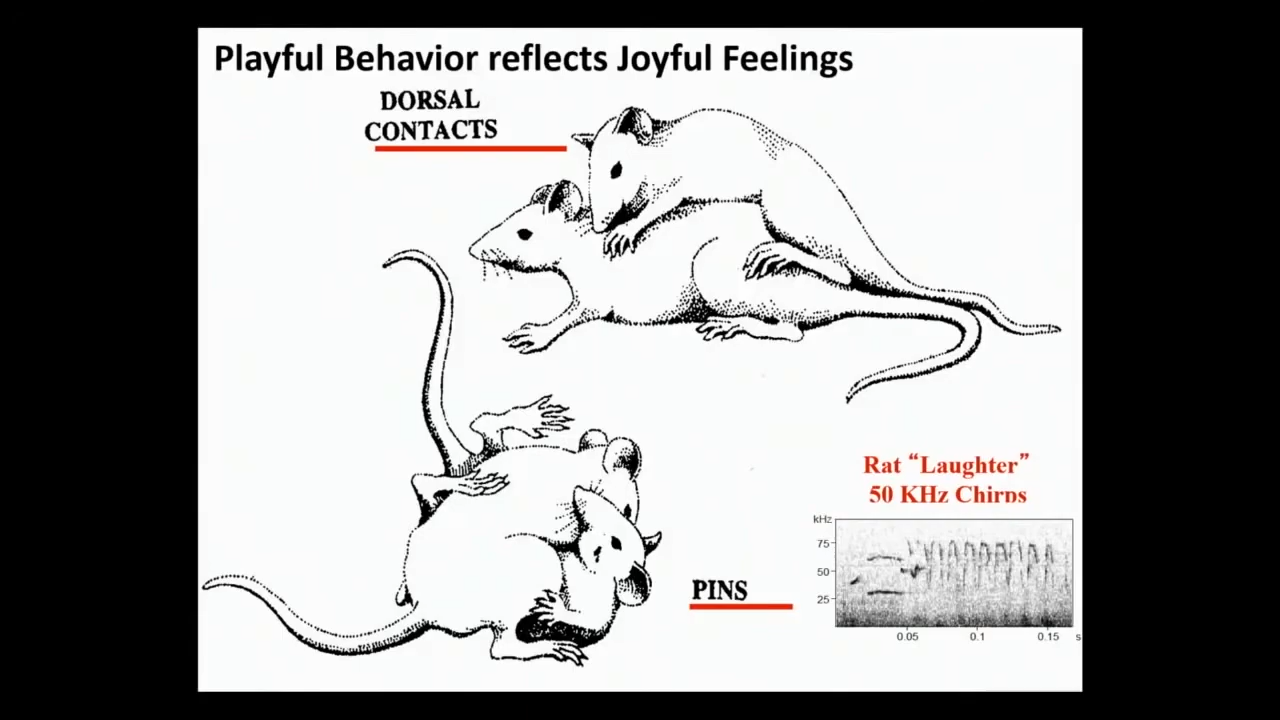 Playful Behavior reflects Joyful Feelings
DORSAL
CONTACTS
Rat “Laughter”
50 KHz Chirps
kHz
75
50
25
PINS
0.05 0.1 0.15 s